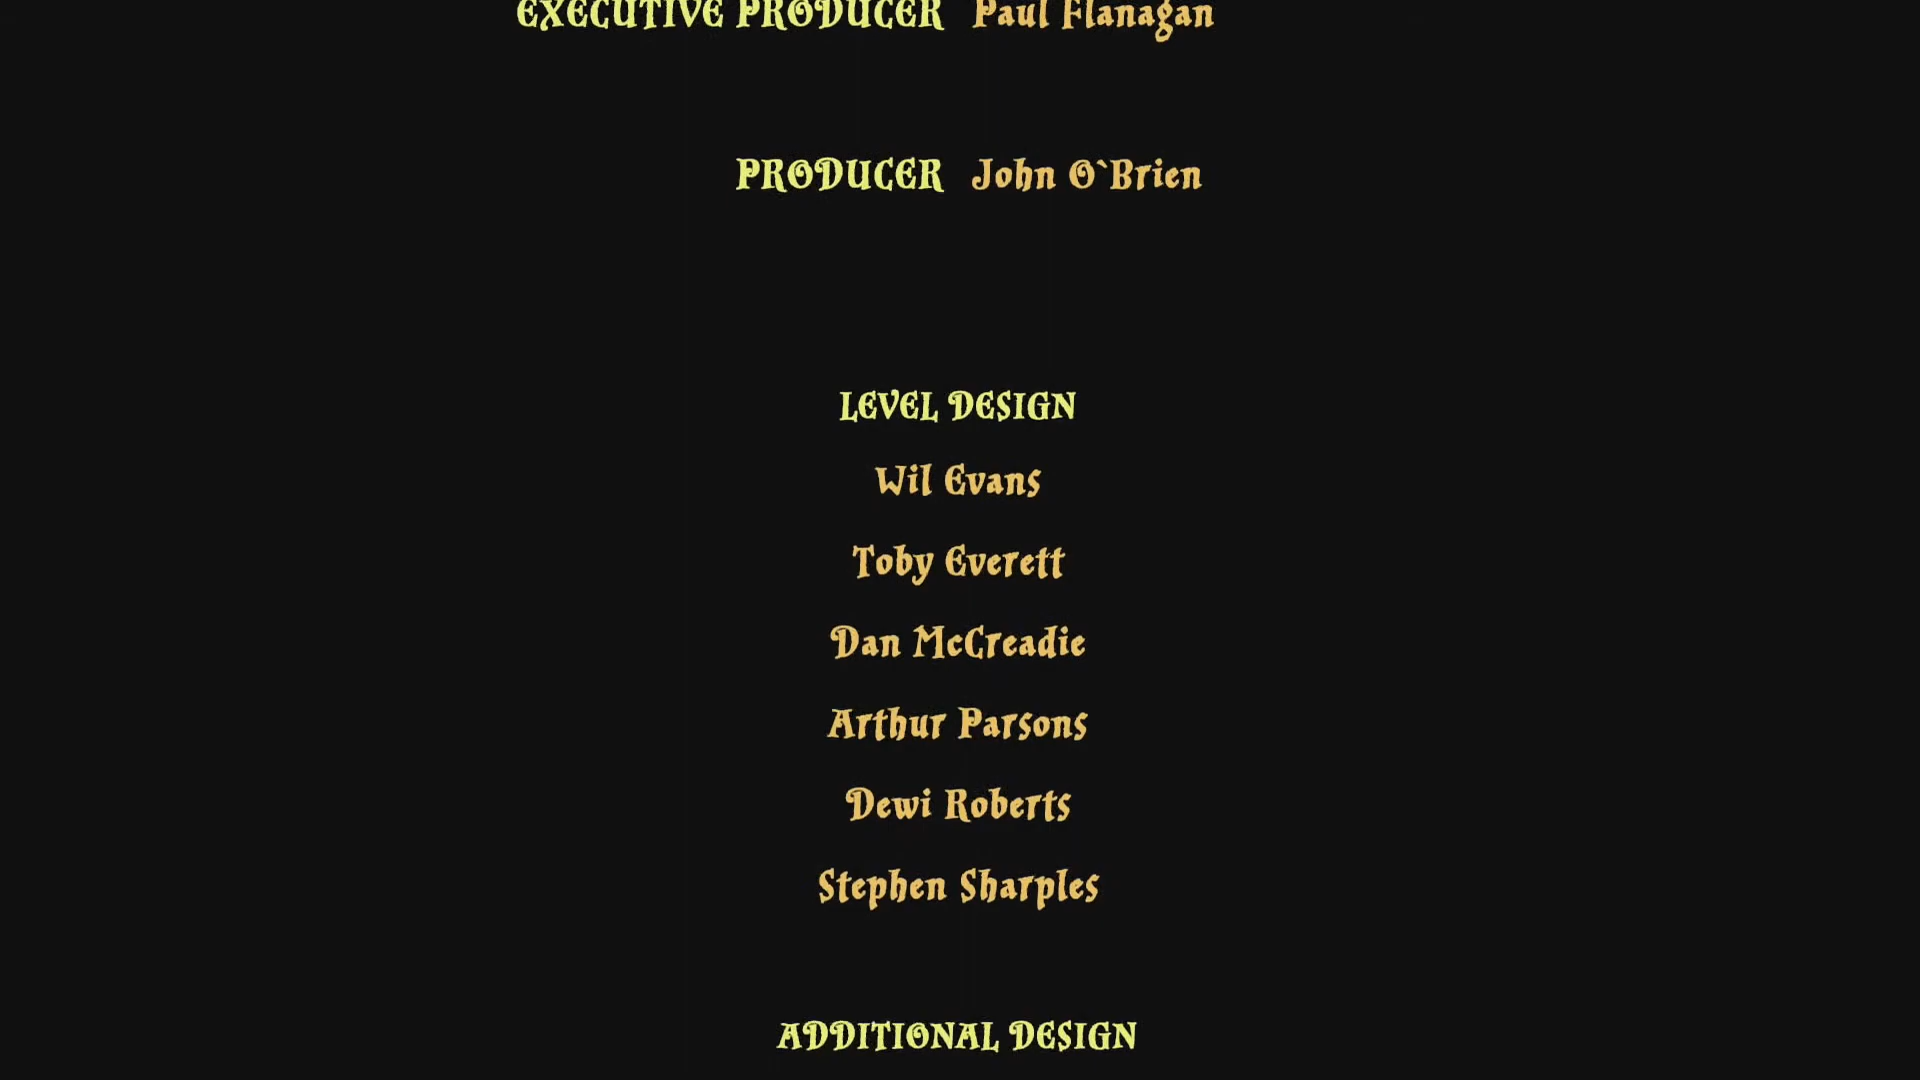 EXECUTIVE PRODUCER Paul Flanagan
PRODUCER John O`Brien
LEVEL DESIGN
Wil Evans
Toby Everett
Dan McCreadie
Arthur Parsons
Dewi Roberts
Stephen Sharples
ADDITIONAL DESIGN